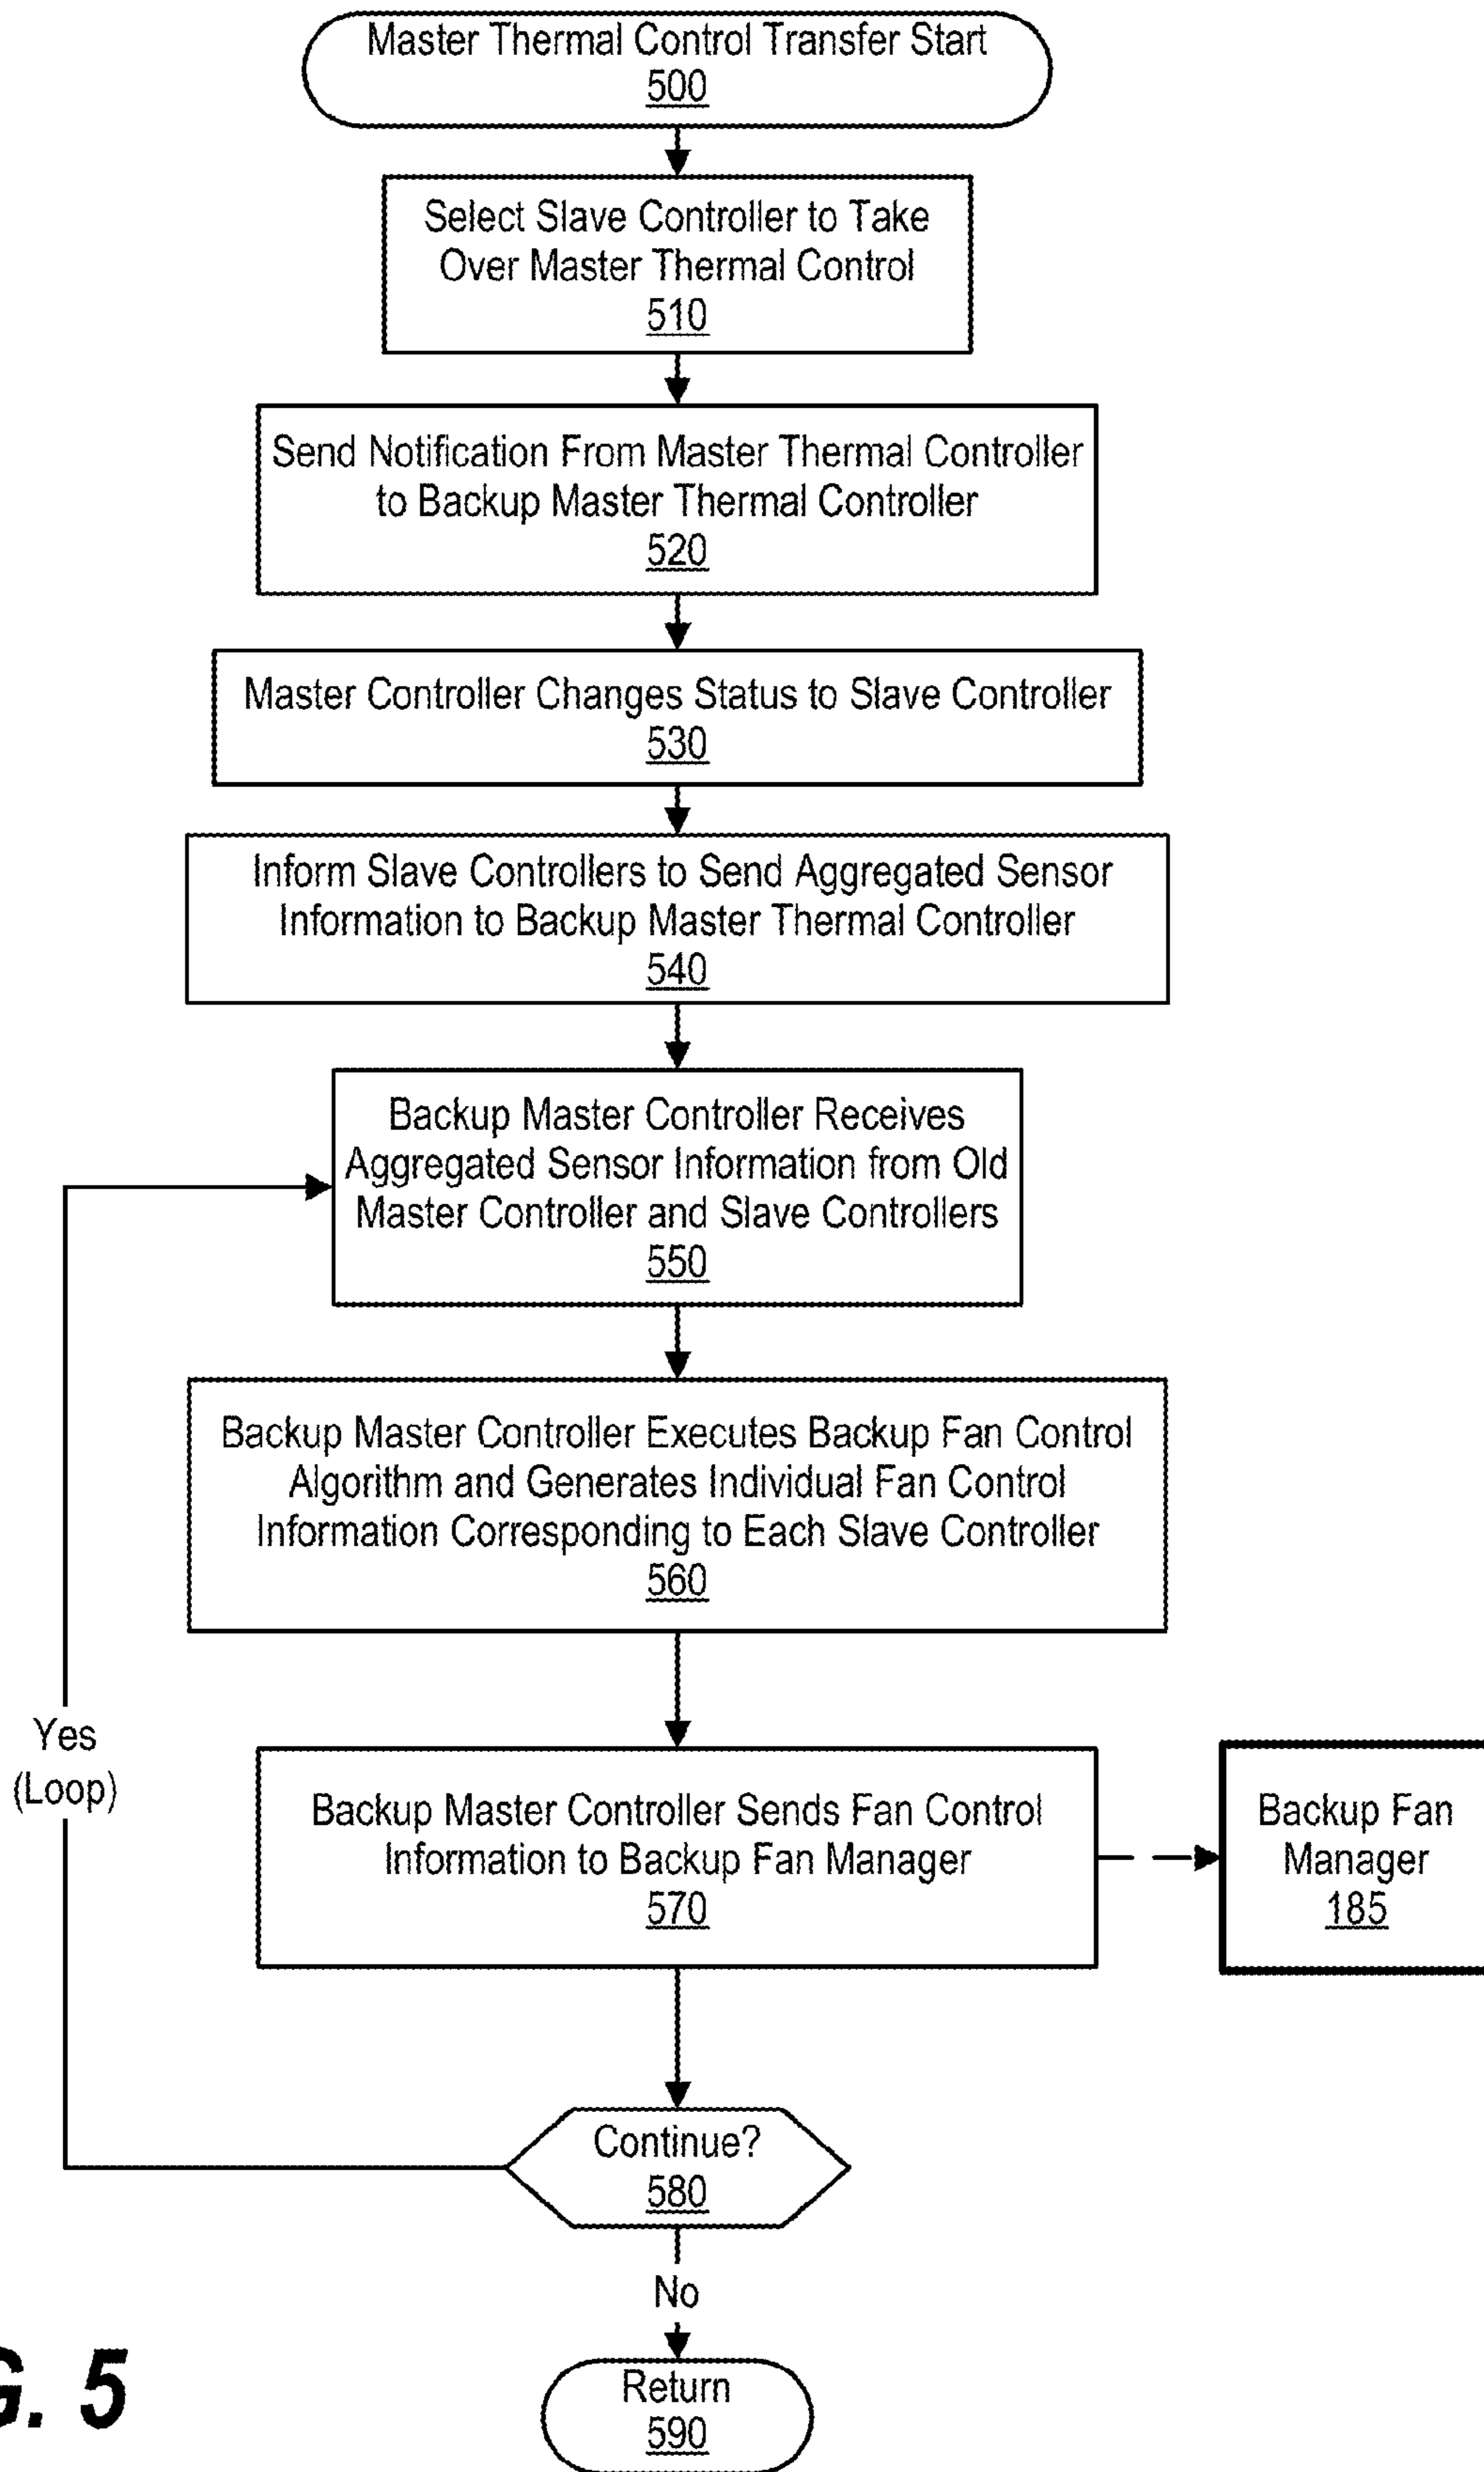 Master Thermal Control Transfer Start
500
Select Slave Controller to Take
Over Master Thermal Control
510
Send Notification From Master Thermal Controller
to Backup Master Thermal Controller
520
Master Controller Changes Status to Slave Controller
530
Inform Slave Controllers to Send Aggregated Sensor
Information to Backup Master Thermal Controller
540
Backup Master Controller Receives
Aggregated Sensor Information from Old
Master Controller and Slave Controllers
550
Backup Master Controller Executes Backup Fan Control
Algorithm and Generates Individual Fan Control
Information Corresponding to Each Slave Controller
560
Yes
(Loop)
Backup Master Controller Sends Fan Control
Information to Backup Fan Manager
570
Backup Fan
Manager
185
Continue?
580
No
Return
590
G. 5